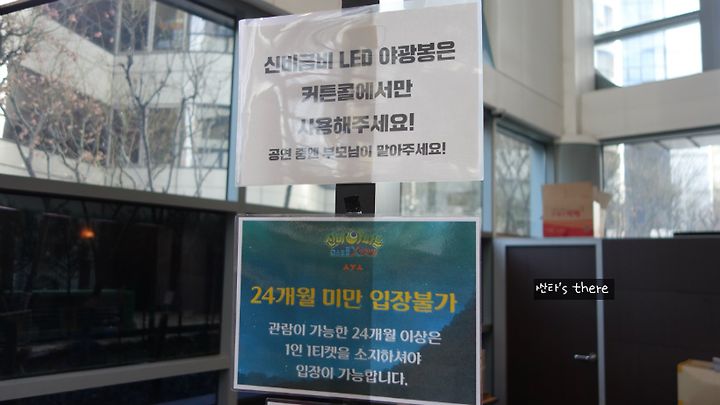 신비금비 LED 야광봉은
커튼콜에서만
사용해주세요!
공연 중엔 부모님이 맡아주세요!
24개월 미만 입장불가
관람이 가능한 24개월 이상은
1인 1티켓을 소지하셔야
입장이 가능합니다.
싼타's there